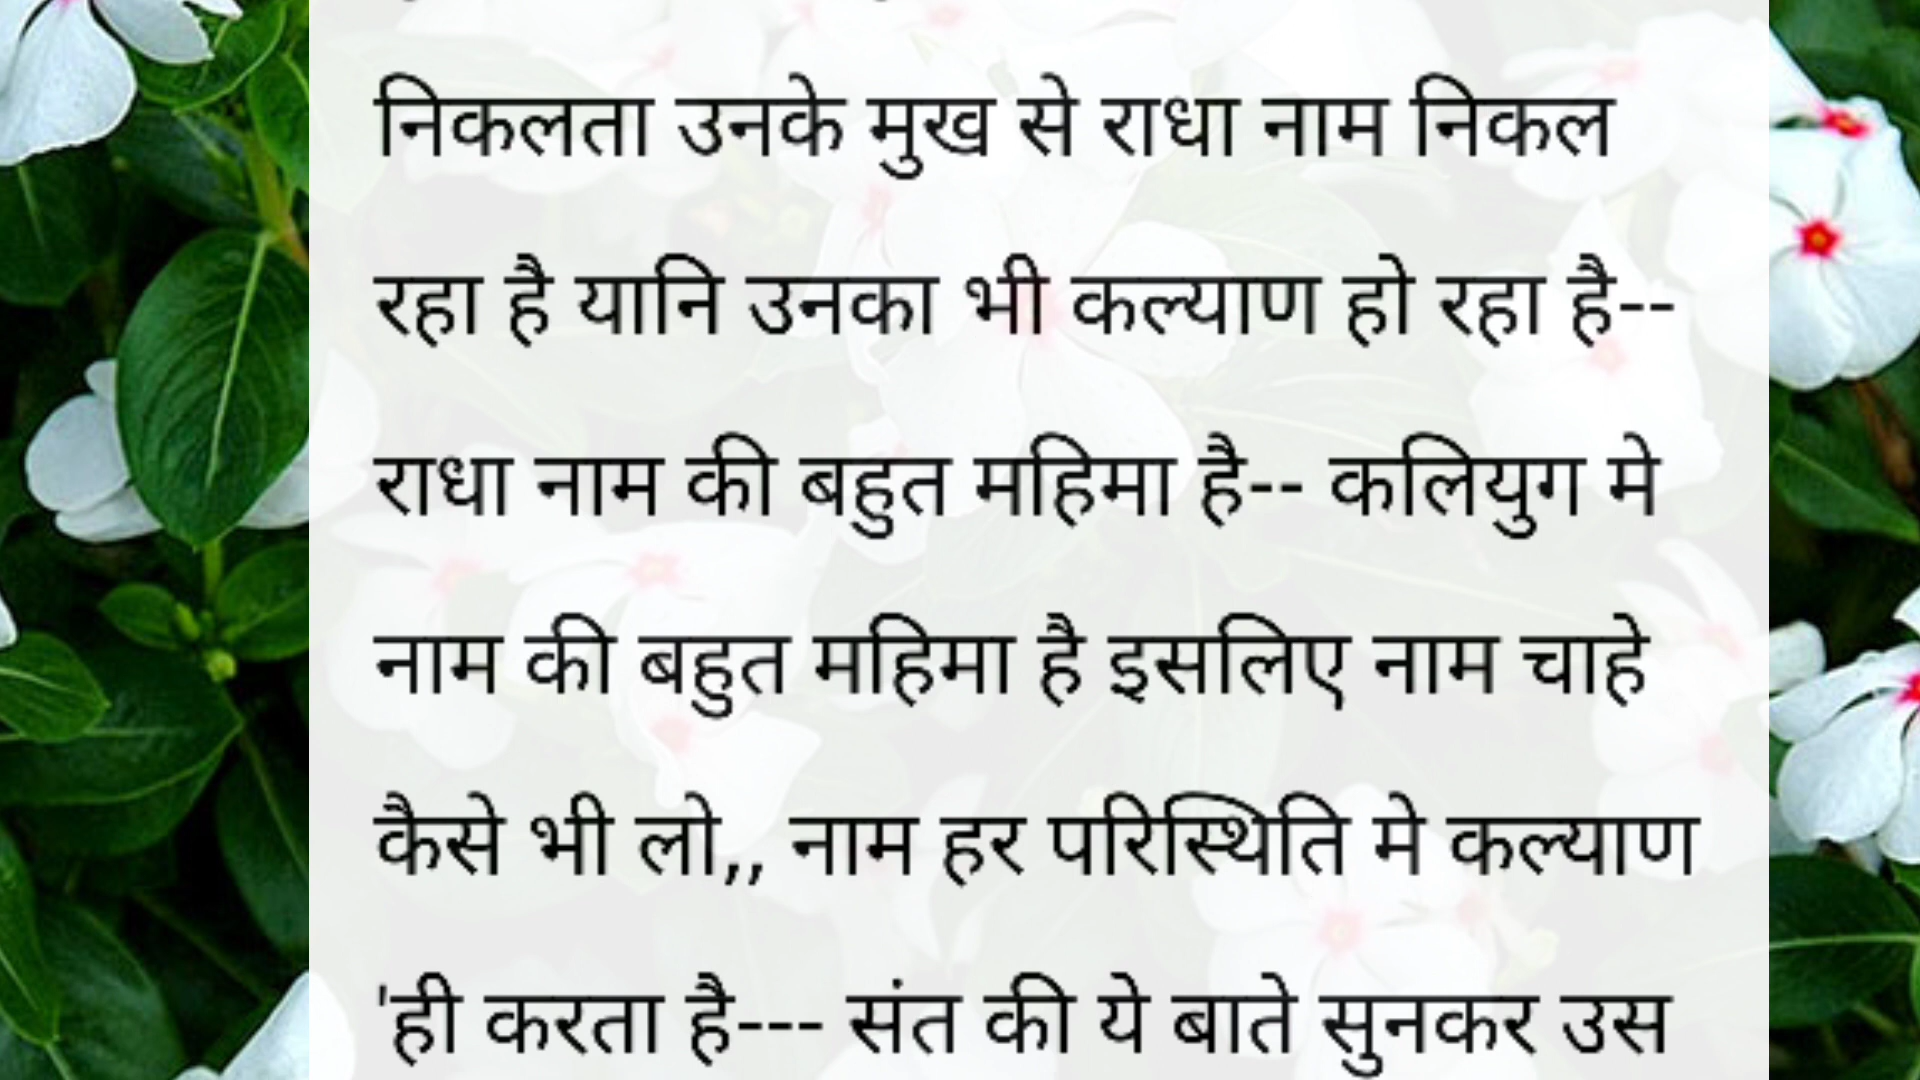 निकलता उनके मुख से राधा नाम निकल
रहा है यानि उनका भी कल्याण हो रहा है--
राधा नाम की बहुत महिमा है-- कलियुग मे
नाम की बहुत महिमा है इसलिए नाम चाहे
कैसे भी लो,, नाम हर परिस्थिति मे कल्याण
'ही करता है--- संत की ये बाते सुनकर उस